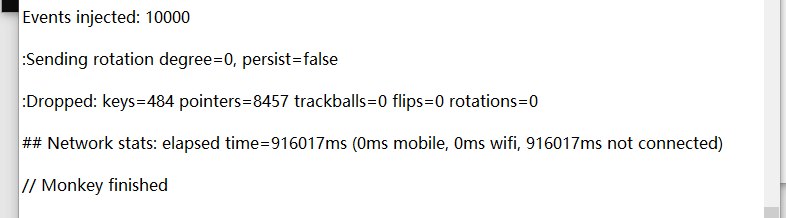 Events injected: 10000
:Sending rotation degree=0, persist=false
:Dropped: keys=484 pointers=8457 trackballs=0 flips=0 rotations=0
## Network stats: elapsed time=916017ms (0ms mobile, 0ms wifi, 916017ms not connected)
// Monkey finished